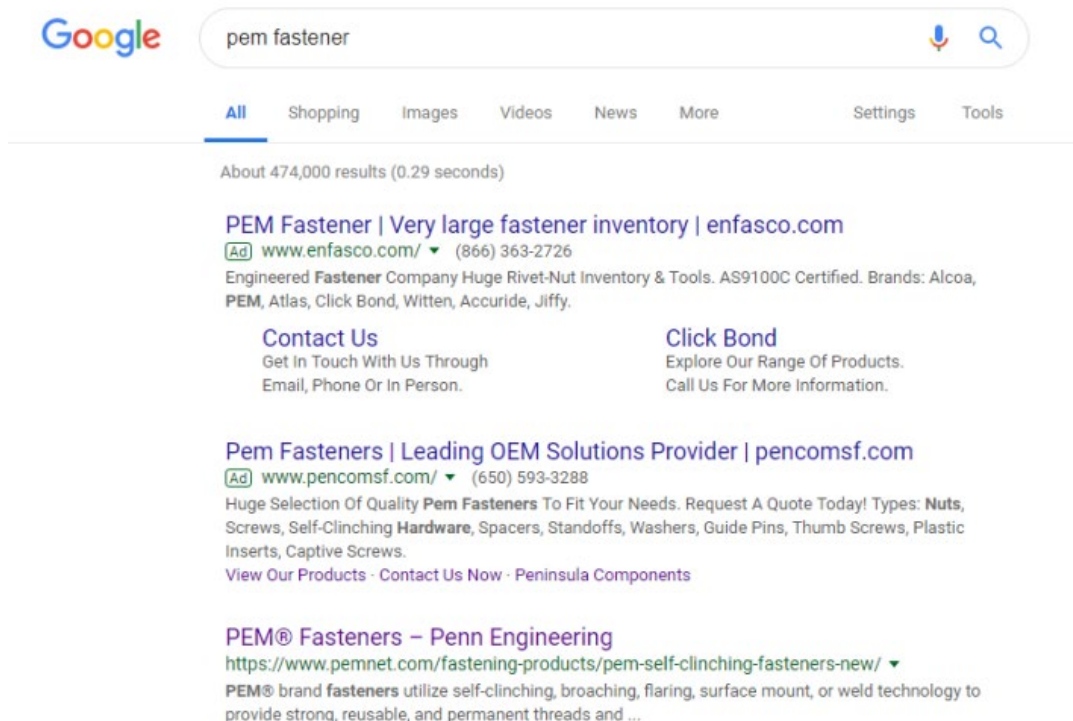 Google
pem fastener
All Shopping Images Videos News More Settings Tools
About 474,000 results (0.29 seconds)
PEM Fastener | Very large fastener inventory | enfasco.com
Ad www.enfasco.com/ ▼ (866) 363-2726
Engineered Fastener Company Huge Rivet-Nut Inventory & Tools. AS9100C Certified. Brands: Alcoa,
PEM, Atlas, Click Bond, Witten, Accuride, Jiffy.
Contact Us
Get In Touch With Us Through
Email, Phone Or In Person.
Click Bond
Explore Our Range Of Products.
Call Us For More Information.
Pem Fasteners | Leading OEM Solutions Provider | pencomsf.com
Ad www.pencomsf.com/ ▼ (650) 593-3288
Huge Selection Of Quality Pem Fasteners To Fit Your Needs. Request A Quote Today! Types: Nuts,
Screws, Self-Clinching Hardware, Spacers, Standoffs, Washers, Guide Pins, Thumb Screws, Plastic
Inserts, Captive Screws.
View Our Products · Contact Us Now · Peninsula Components
PEM® Fasteners – Penn Engineering
https://www.pemnet.com/fastening-products/pem-self-clinching-fasteners-new/ ▼
PEM® brand fasteners utilize self-clinching, broaching, flaring, surface mount, or weld technology to
provide strong, reusable, and permanent threads and ...